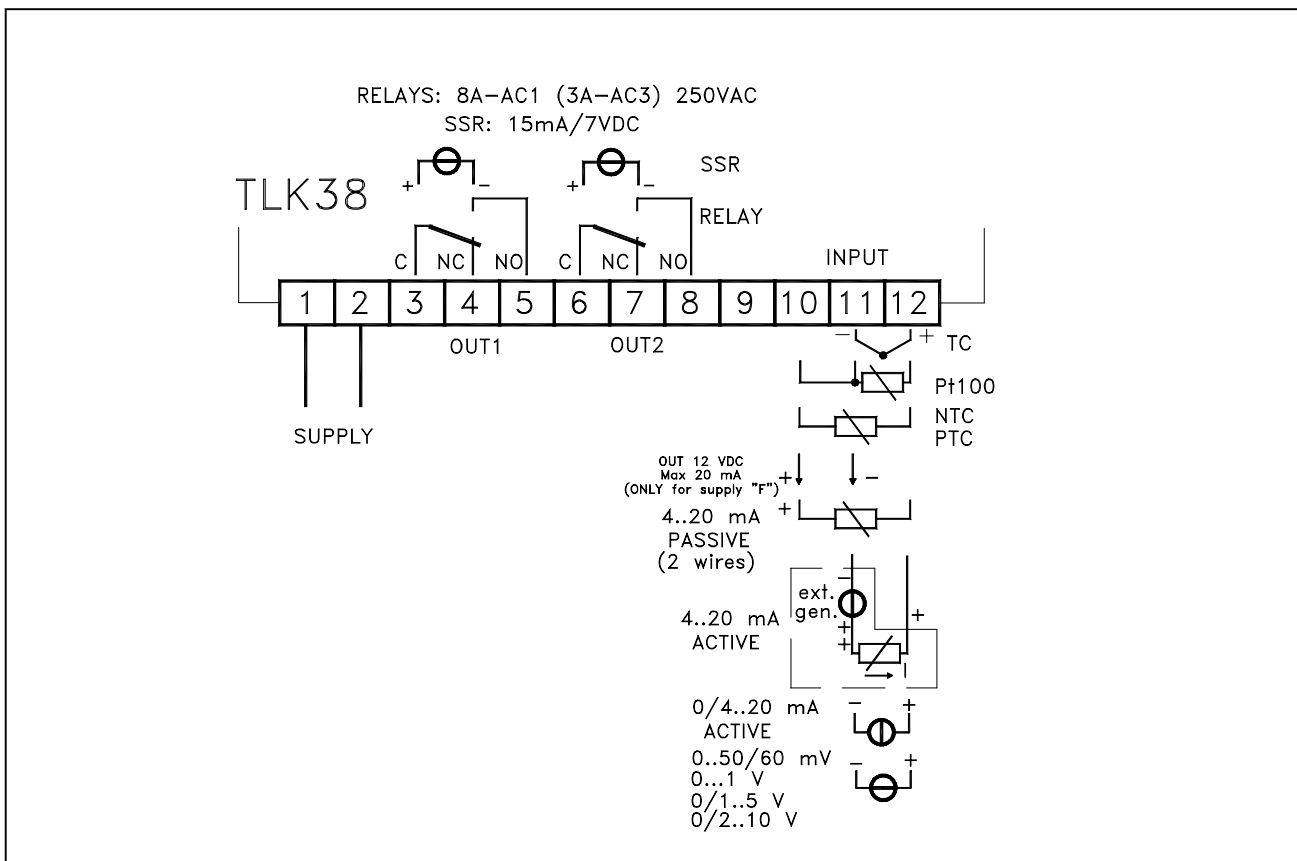 RELAYS: 8A-AC1 (3A-AC3) 250VAC
SSR: 15mA/7VDC
+ - + - SSR
TLK38
RELAY
C NC NO C NC NO INPUT
1 2 3 4 5 6 7 8 9 10 11 12
OUT1 OUT2 - + TC
Pt100
SUPPLY
NTC
PTC
OUT 12 VDC
Max 20 mA + -
(ONLY for supply "F")
4..20 mA +
PASSIVE
(2 wires)
-
ext.
gen.
4..20 mA + +
ACTIVE +
I
0/4..20 mA - +
ACTIVE
0..50/60 mV - +
0...1 V
0/1..5 V
0/2..10 V